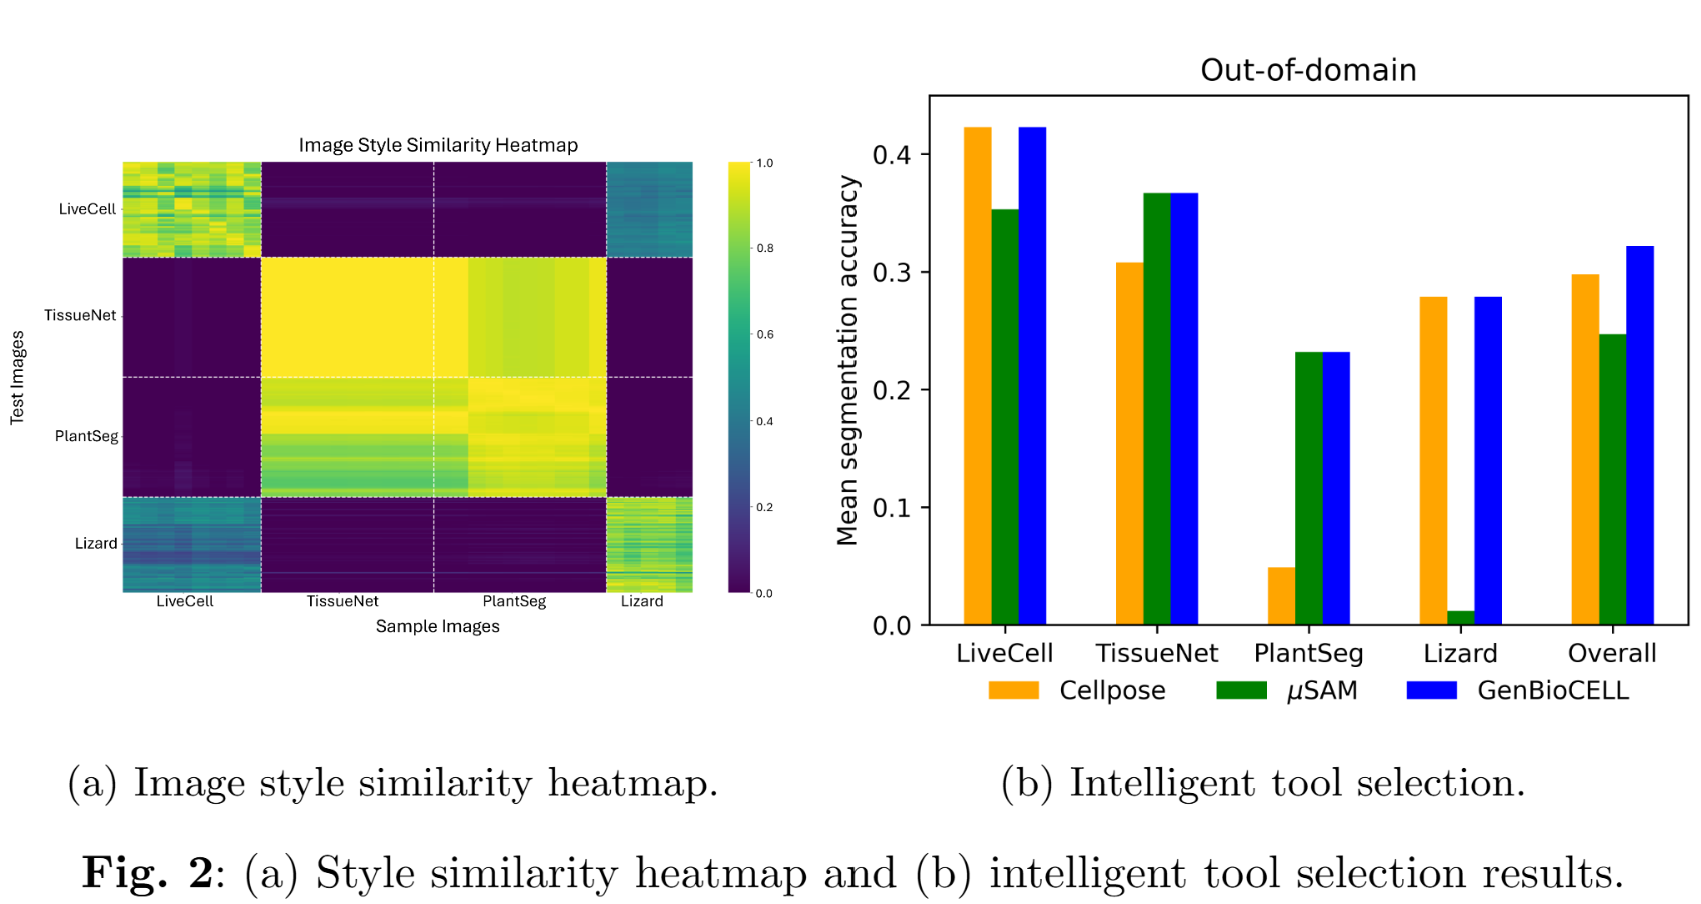 Image Style Similarity Heatmap
Test Images
LiveCell
TissueNet
PlantSeg
Lizard
LiveCell TissueNet PlantSeg Lizard
Sample Images
1.0
0.8
0.6
0.4
0.2
0.0
Out-of-domain
Mean segmentation accuracy
0.4
0.3
0.2
0.1
0.0
LiveCell TissueNet PlantSeg Lizard Overall
Cellpose μSAM GenBioCELL
(a) Image style similarity heatmap.
(b) Intelligent tool selection.
Fig. 2: (a) Style similarity heatmap and (b) intelligent tool selection results.